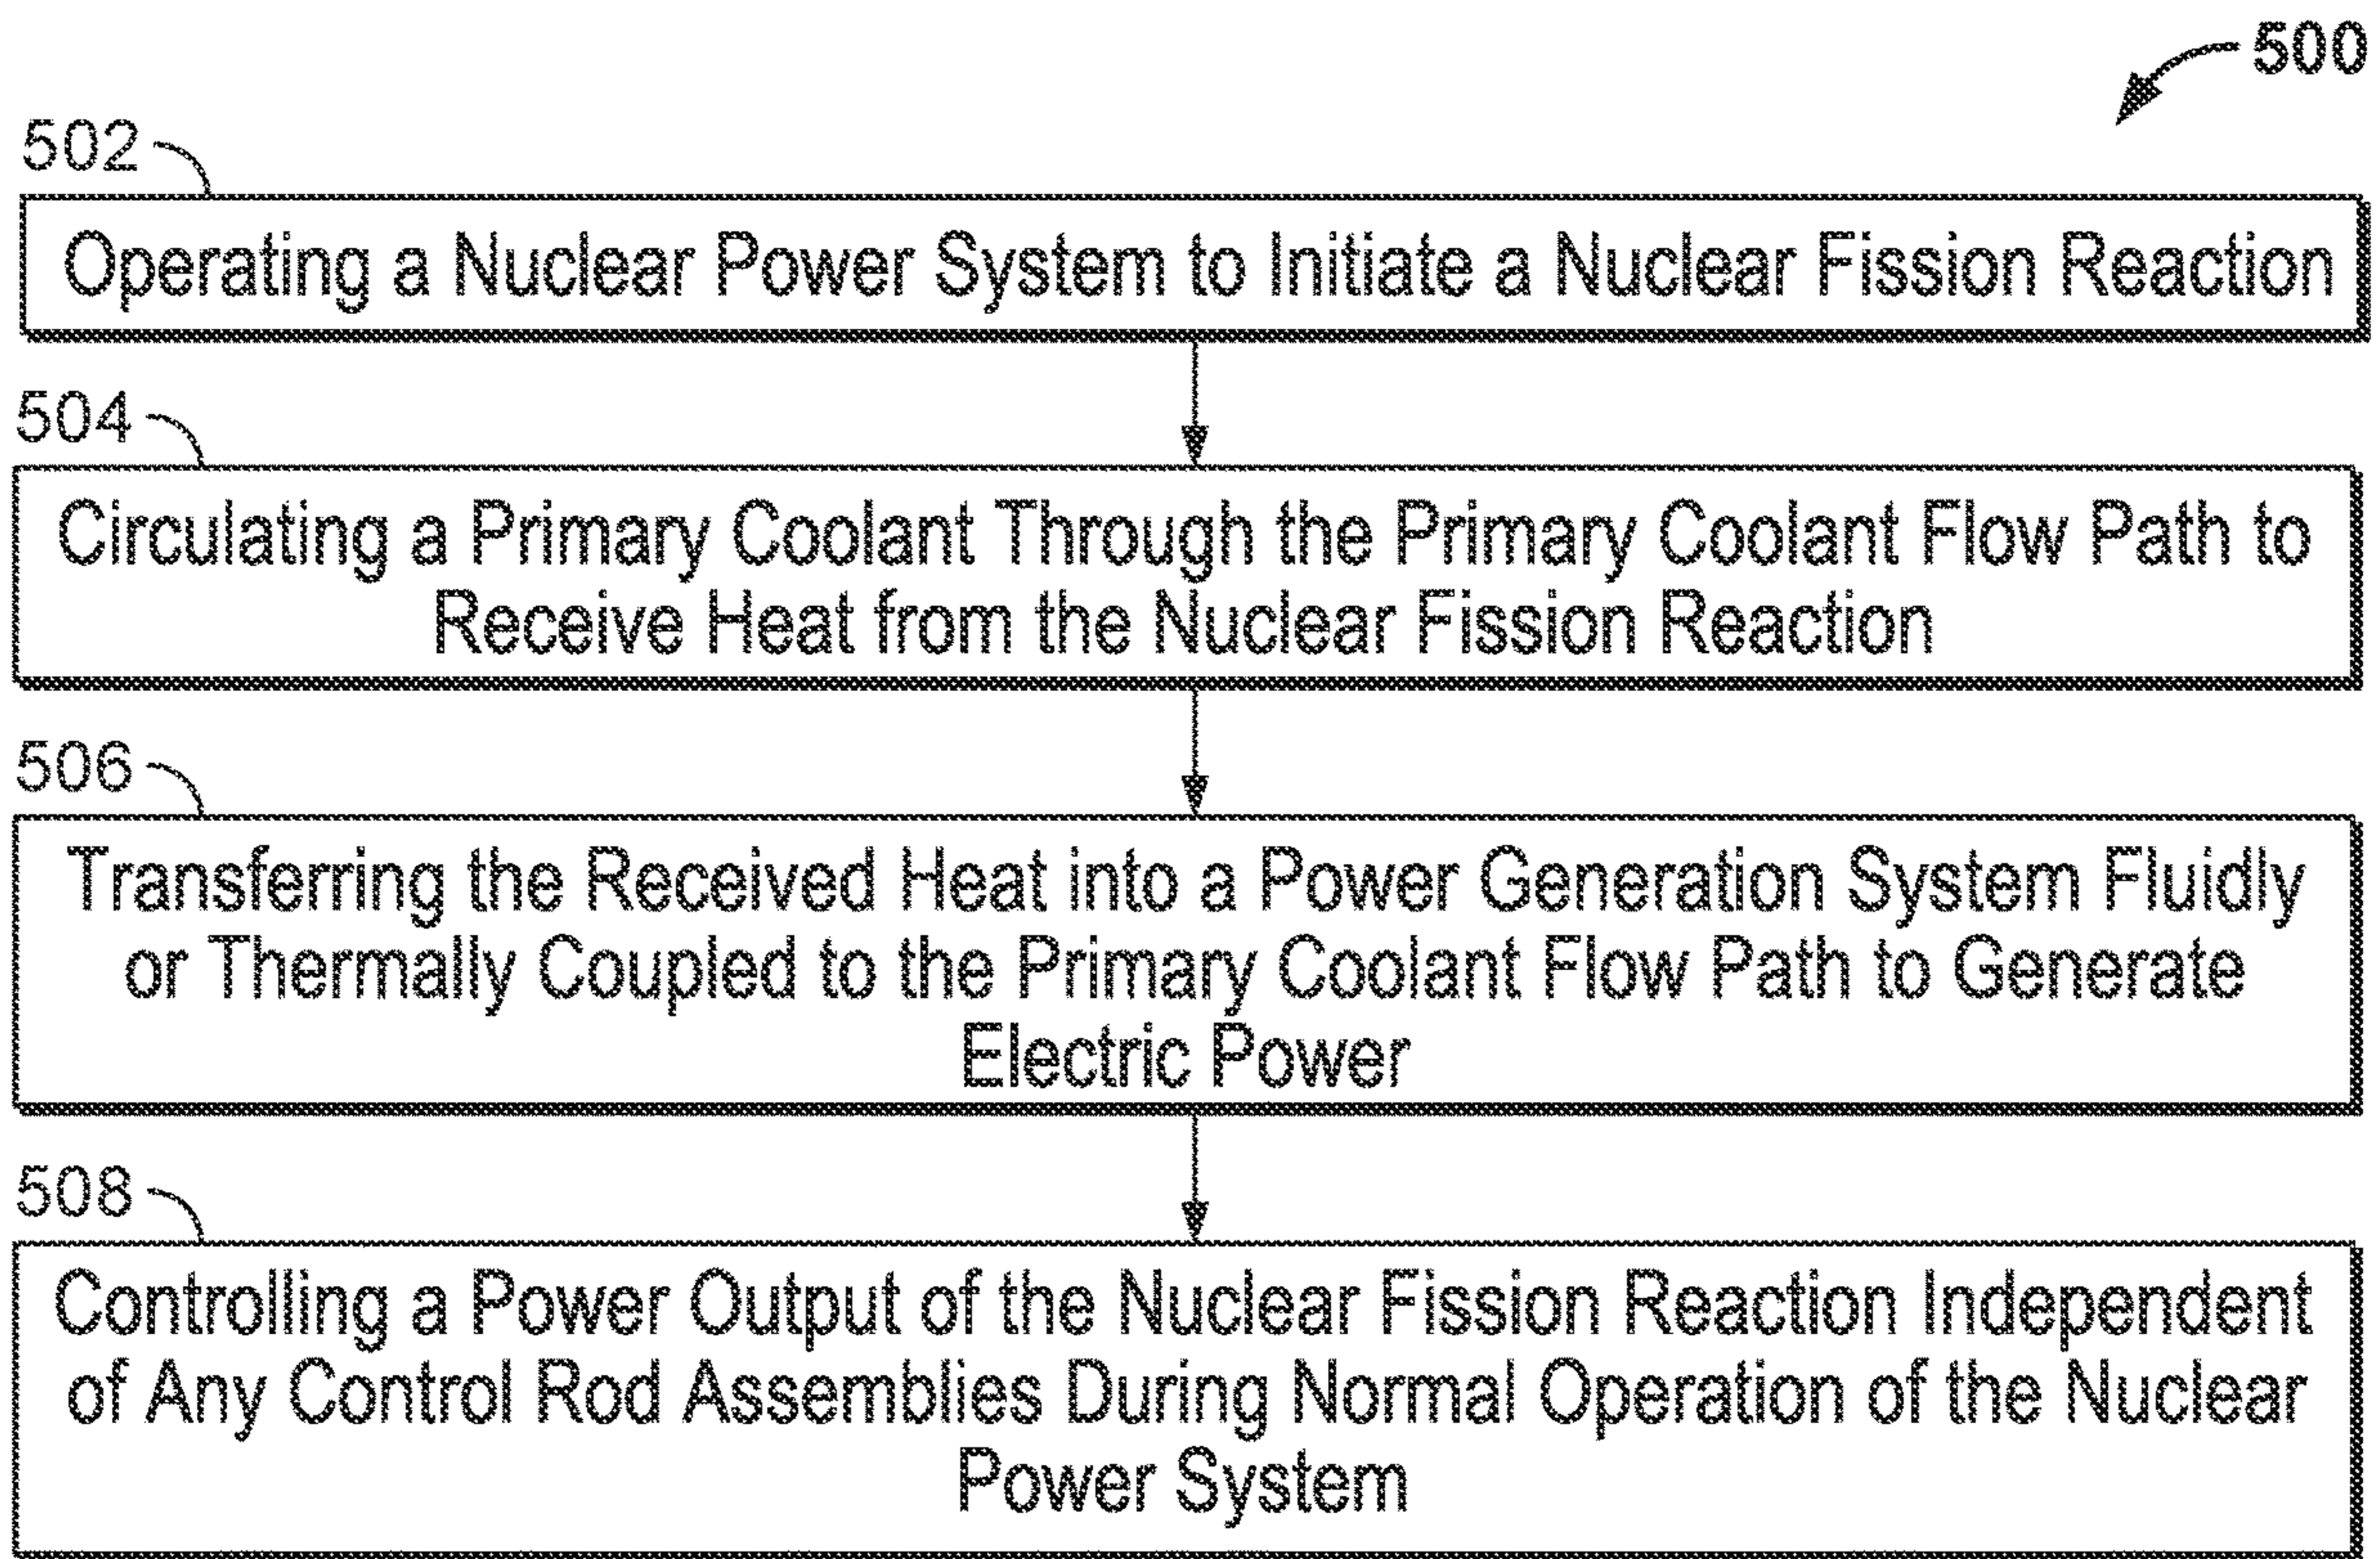 500
502
Operating a Nuclear Power System to Initiate a Nuclear Fission Reaction
504
Circulating a Primary Coolant Through the Primary Coolant Flow Path to
Receive Heat from the Nuclear Fission Reaction
506
Transferring the Received Heat into a Power Generation System Fluidly
or Thermally Coupled to the Primary Coolant Flow Path to Generate
Electric Power
508
Controlling a Power Output of the Nuclear Fission Reaction Independent
of Any Control Rod Assemblies During Normal Operation of the Nuclear
Power System